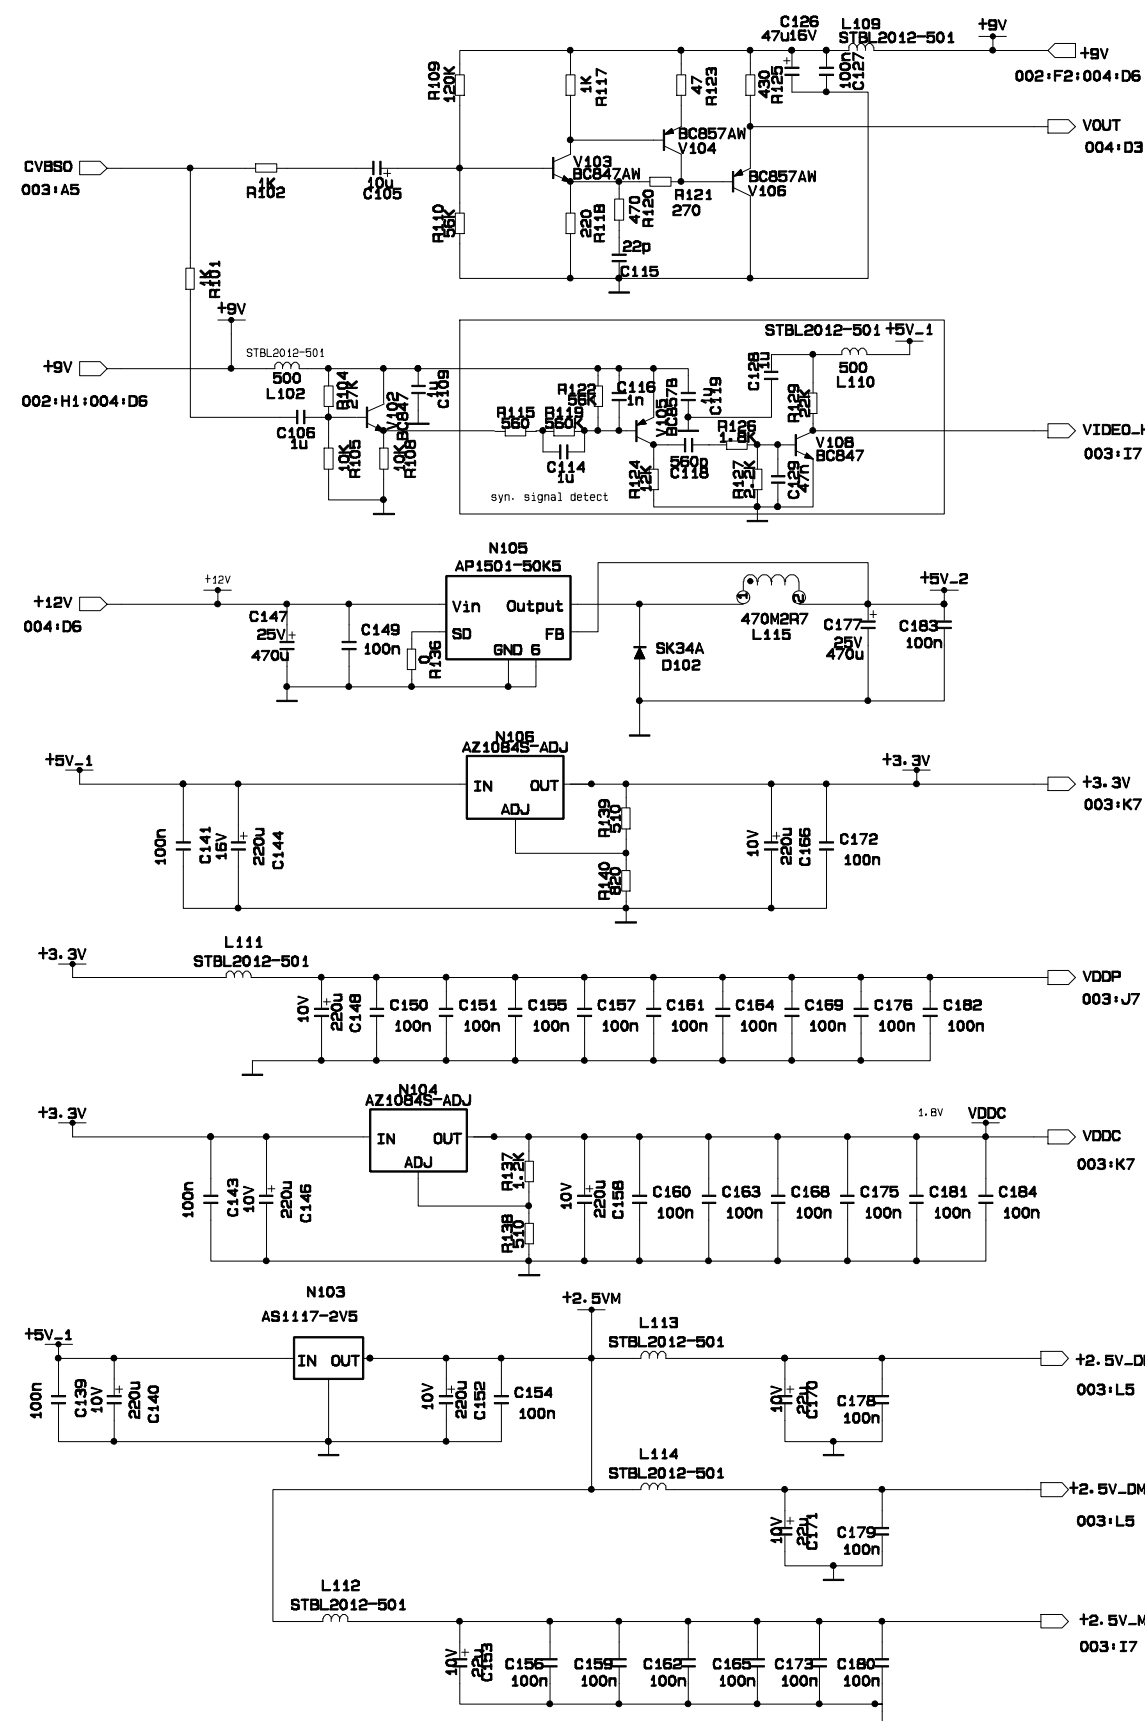 C126
47u16V
L109
STBL2012-501
+9V
+9V
002:F2:004:D6
R109
120K
1K
R117
47
R123
430
R125
100n
C127
VOUT
004:D3
BC857AW
V104
CVBSO
003:A5
1K
R102
10u
C105
V103
BC847AW
BC857AW
V106
R110
56K
220
R118
470
R120
R121
270
22p
C115
1K
R101
+9V
+9V
002:H1:004:D6
STBL2012-501
500
L102
R104
27K
V102
BC847
1u
C109
C106
1u
10K
R105
10K
R108
STBL2012-501
+5V_1
500
L110
C128
1u
R122
56K
C116
1n
V105
BC857B
1u
C119
R129
22K
R115
560
R119
560K
C114
1u
R126
1.8K
560p
C118
R124
12K
R127
2.2K
C129
47n
V108
BC847
VIDEO_H
003:I7
syn. signal detect
N105
AP1501-50K5
+12V
+12V
004:D6
Vin
Output
SD
FB
GND 6
C147
25V
470u
C149
100n
0
R136
1
2
470M2R7
L115
SK34A
D102
+5V_2
C177
25V
470u
C183
100n
+5V_1
N106
AZ1084S-ADJ
IN
OUT
ADJ
+3.3V
+3.3V
003:K7
100n
C141
16V
220u
C144
R139
510
R140
820
10V
220u
C166
C172
100n
+3.3V
L111
STBL2012-501
VDDP
003:J7
10V
220u
C148
C150
100n
C151
100n
C155
100n
C157
100n
C161
100n
C164
100n
C169
100n
C176
100n
C182
100n
+3.3V
N104
AZ1084S-ADJ
IN
OUT
ADJ
1.8V
VDDC
VDDC
003:K7
100n
C143
10V
220u
C146
R137
1.2K
R138
510
10V
220u
C158
C160
100n
C163
100n
C168
100n
C175
100n
C181
100n
C184
100n
N103
AS1117-2V5
+5V_1
IN OUT
+2.5VM
100n
C139
10V
220u
C140
10V
220u
C152
C154
100n
L113
STBL2012-501
+2.5V_D
003:L5
10V
22u
C170
C178
100n
L114
STBL2012-501
+2.5V_DM
003:L5
10V
22u
C171
C179
100n
L112
STBL2012-501
+2.5V_M
003:I7
10V
22u
C153
C156
100n
C159
100n
C162
100n
C165
100n
C173
100n
C180
100n